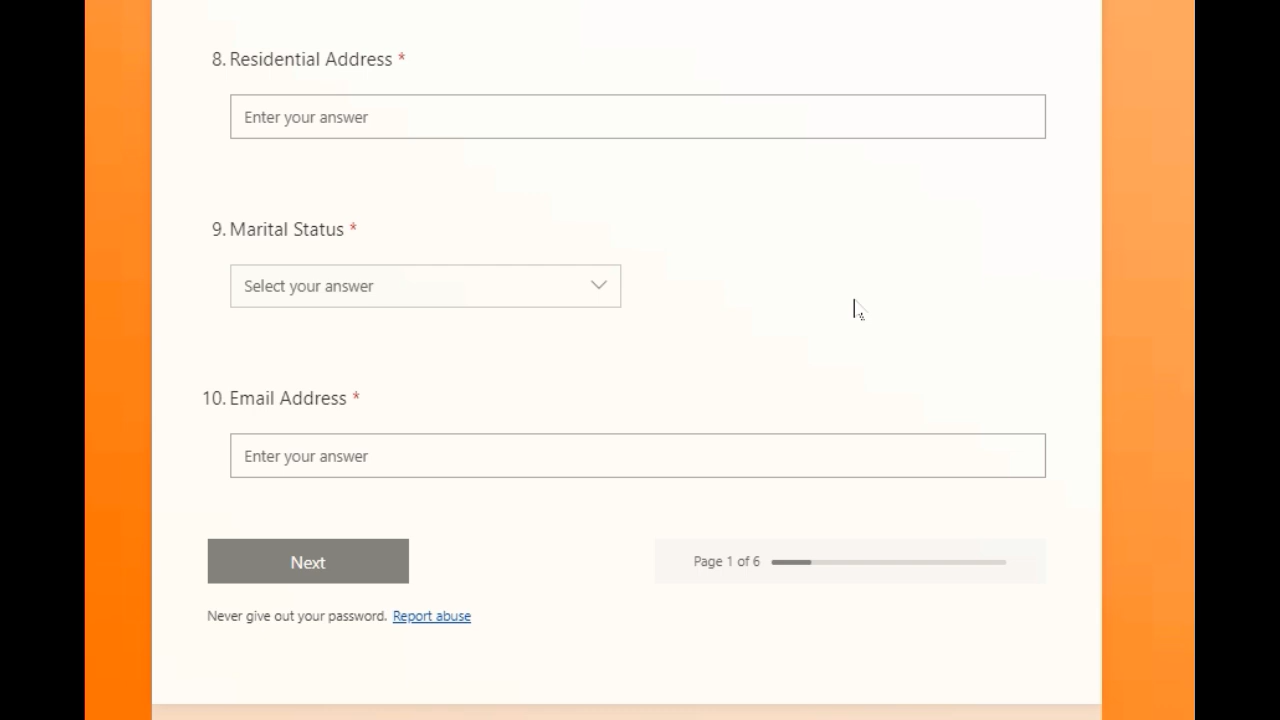 8. Residential Address *
Enter your answer
9. Marital Status *
Select your answer
10. Email Address *
Enter your answer
Next
Page 1 of 6
Never give out your password. Report abuse